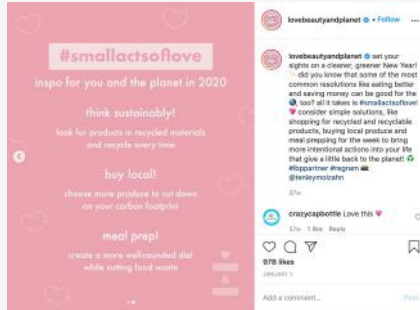 #smallactsoflove
inspo for you and the planet in 2020
think sustainably!
look for products in recycled materials
and recycle every time
buy local!
choose more produce to cut down
on your carbon footprint
meal prep!
create a more well-rounded diet
while cutting food waste
&
lovebeautyandplanet • Follow ...
lovebeautyandplanet set your
sights on a cleaner, greener New Year!
✨ did you know that some of the most
common resolutions like eating better
and saving money can be good for the
🌎, too? all it takes is #smallactsoflove!
💗 consider simple solutions, like
shopping for recycled and recyclable
products, buying local produce and
meal prepping for the week to bring
more intentional actions into your life
that give a little back to the planet! ♻️
#lbppartner #regram 📷:
@tenleymolzahn
37w
crazycapbottle Love this 💗
37w 1 like Reply
978 likes
JANUARY 1
Add a comment... Post